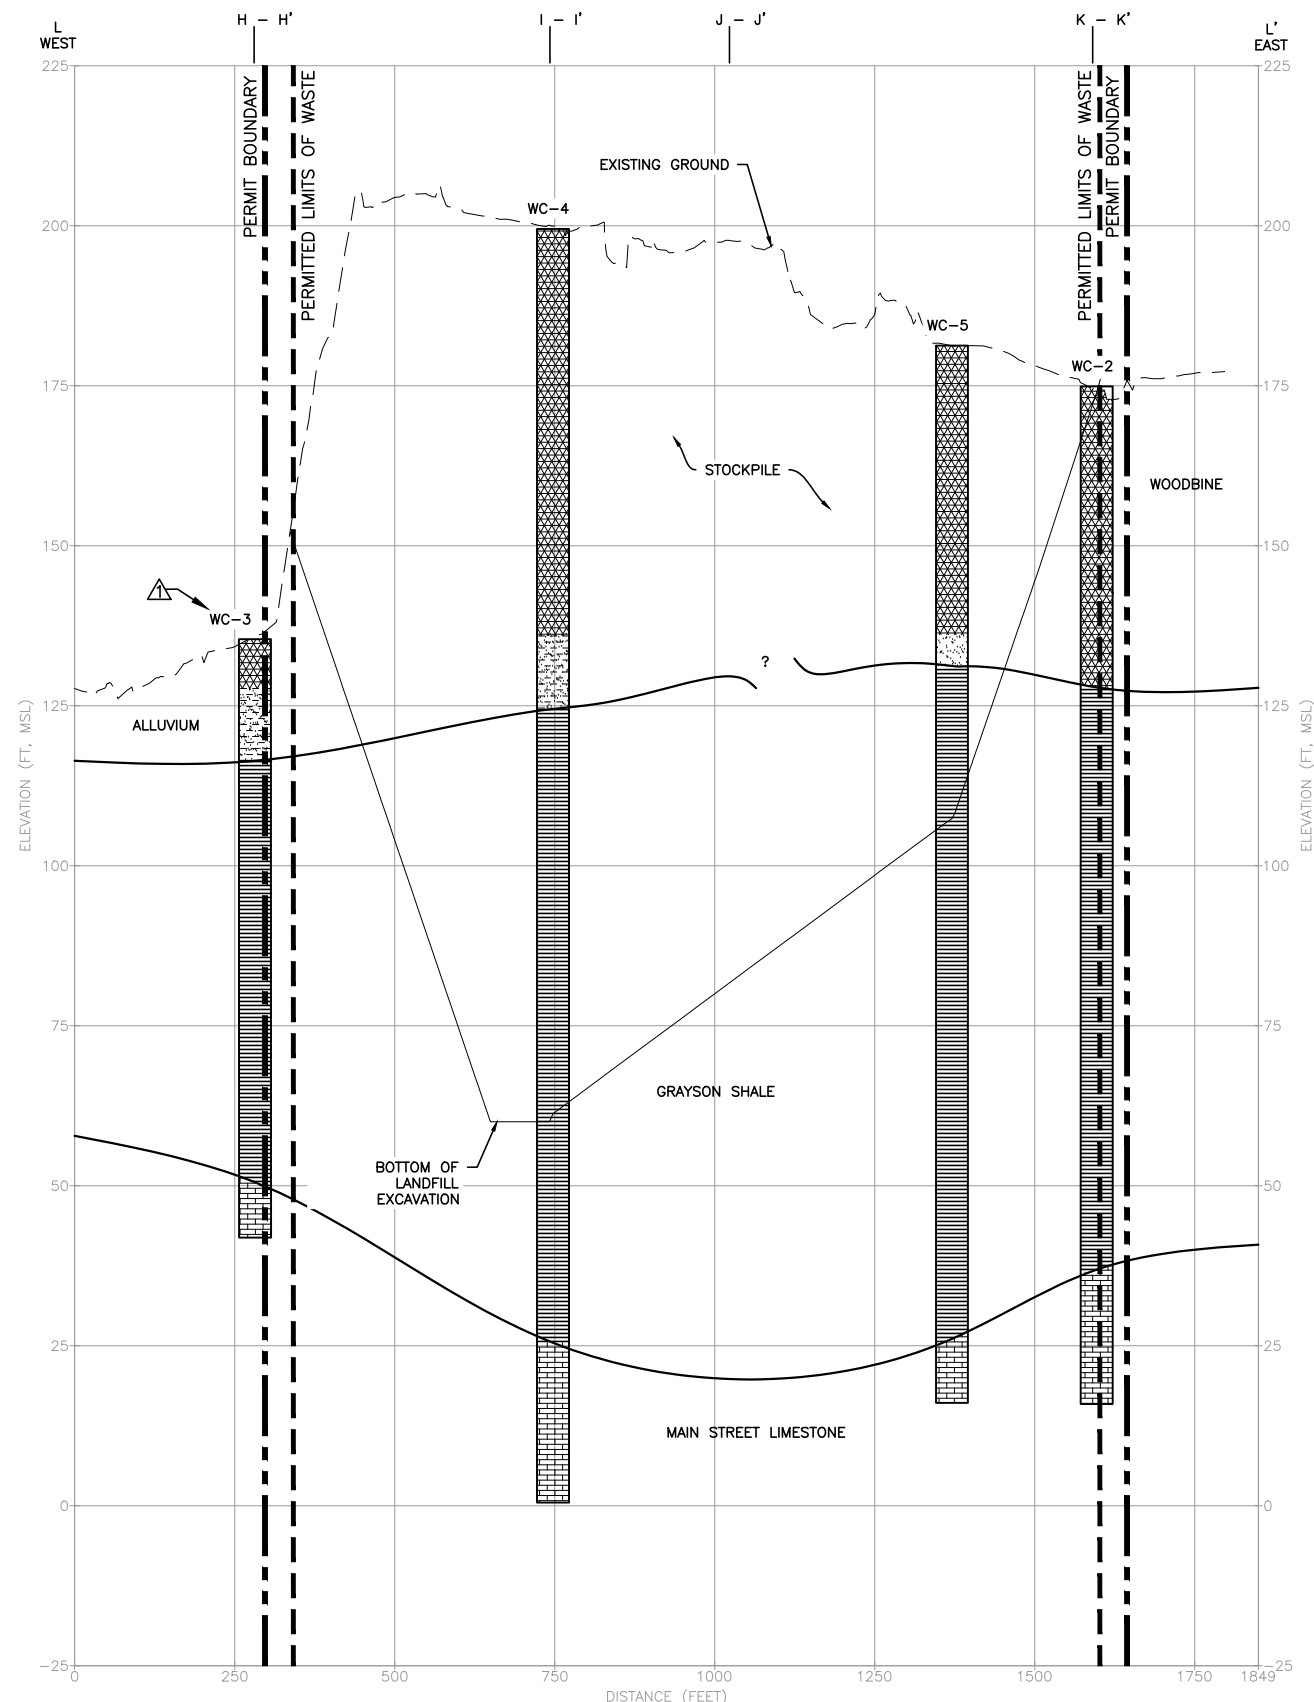 L
WEST
H – H'
I – I'
J – J'
K – K'
L'
EAST
225
225
PERMIT BOUNDARY
PERMITTED LIMITS OF WASTE
PERMITTED LIMITS OF WASTE
PERMIT BOUNDARY
EXISTING GROUND
WC–4
200
200
WC–5
WC–2
175
175
STOCKPILE
WOODBINE
150
150
1
WC–3
?
ALLUVIUM
125
125
ELEVATION (FT, MSL)
ELEVATION (FT, MSL)
100
100
75
75
GRAYSON SHALE
BOTTOM OF
LANDFILL
EXCAVATION
50
50
25
25
MAIN STREET LIMESTONE
0
0
–25
–25
0
250
500
750
1000
1250
1500
1750
1849
DISTANCE (FEET)